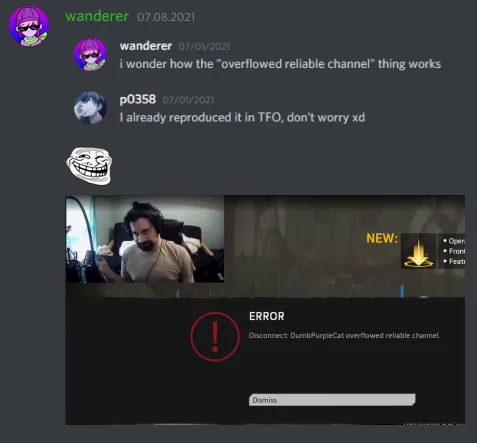 wanderer 07.08.2021
wanderer 07/01/2021
i wonder how the "overflowed reliable channel" thing works
p0358 07/01/2021
I already reproduced it in TFO, don't worry xd
NEW:
• Oper
• Front
• Featu
ERROR
Disconnect: DumbPurpleCat overflowed reliable channel.
Dismiss